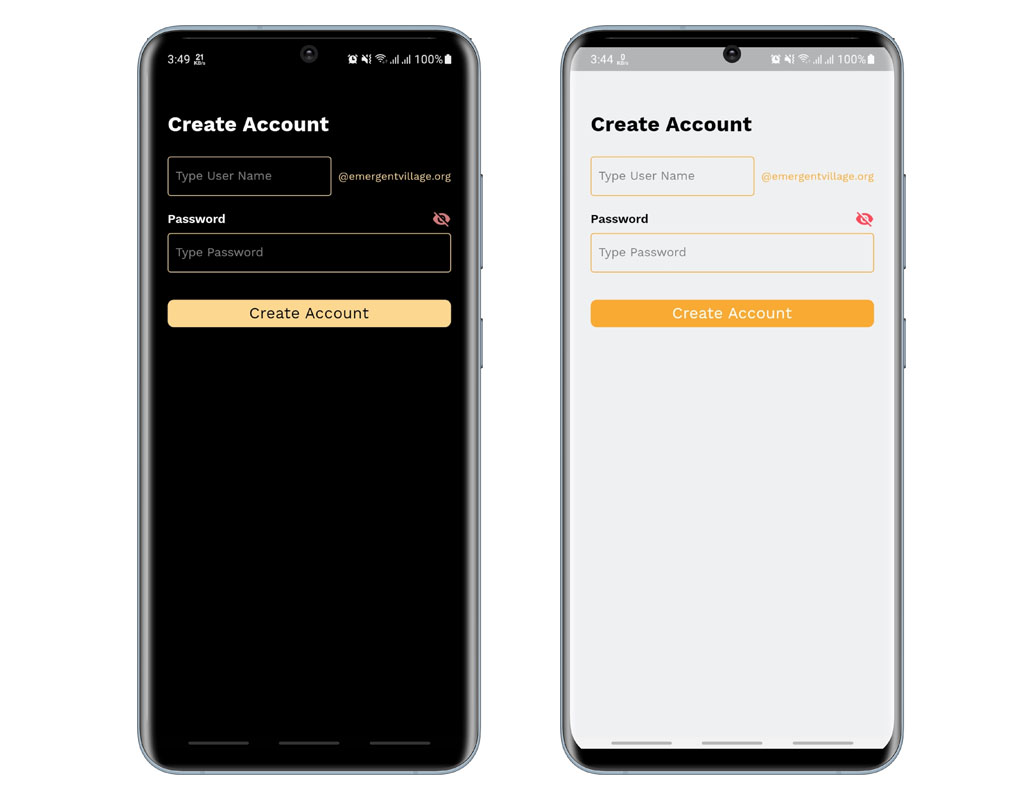 3:49 21 KB/s 100%
Create Account
Type User Name @emergentvillage.org
Password
Type Password
Create Account
3:44 0 KB/s 100%
Create Account
Type User Name @emergentvillage.org
Password
Type Password
Create Account